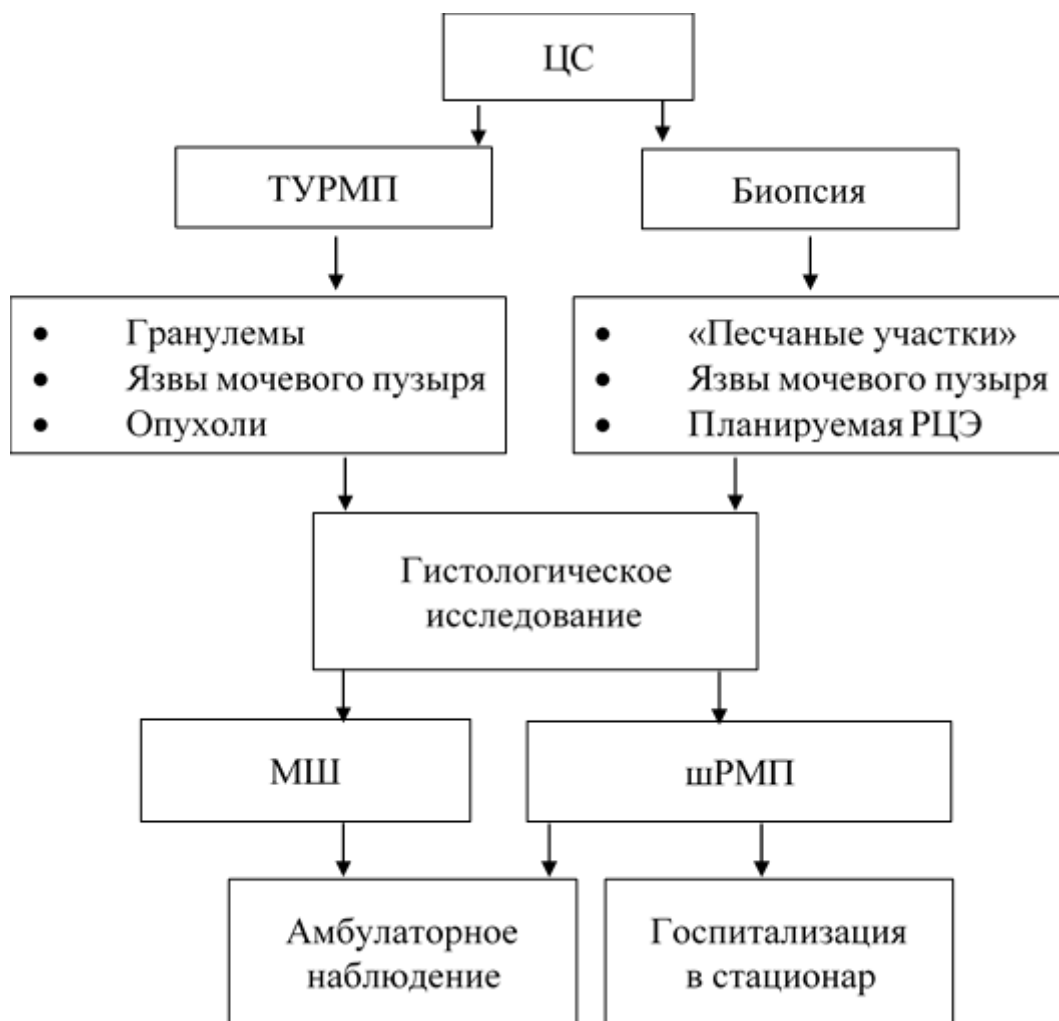 ЦС
ТУРМП
Биопсия
• Гранулемы
• Язвы мочевого пузыря
• Опухоли
• «Песчаные участки»
• Язвы мочевого пузыря
• Планируемая РЦЭ
Гистологическое
исследование
МШ
шРМП
Амбулаторное
наблюдение
Госпитализация
в стационар